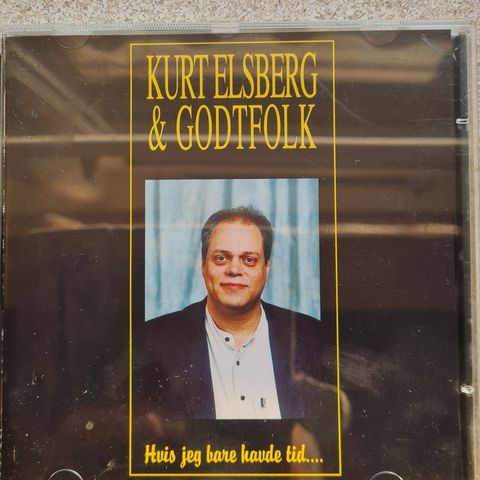 KURT ELSBERG
& GODTFOLK
Hvis jeg bare havde tid....